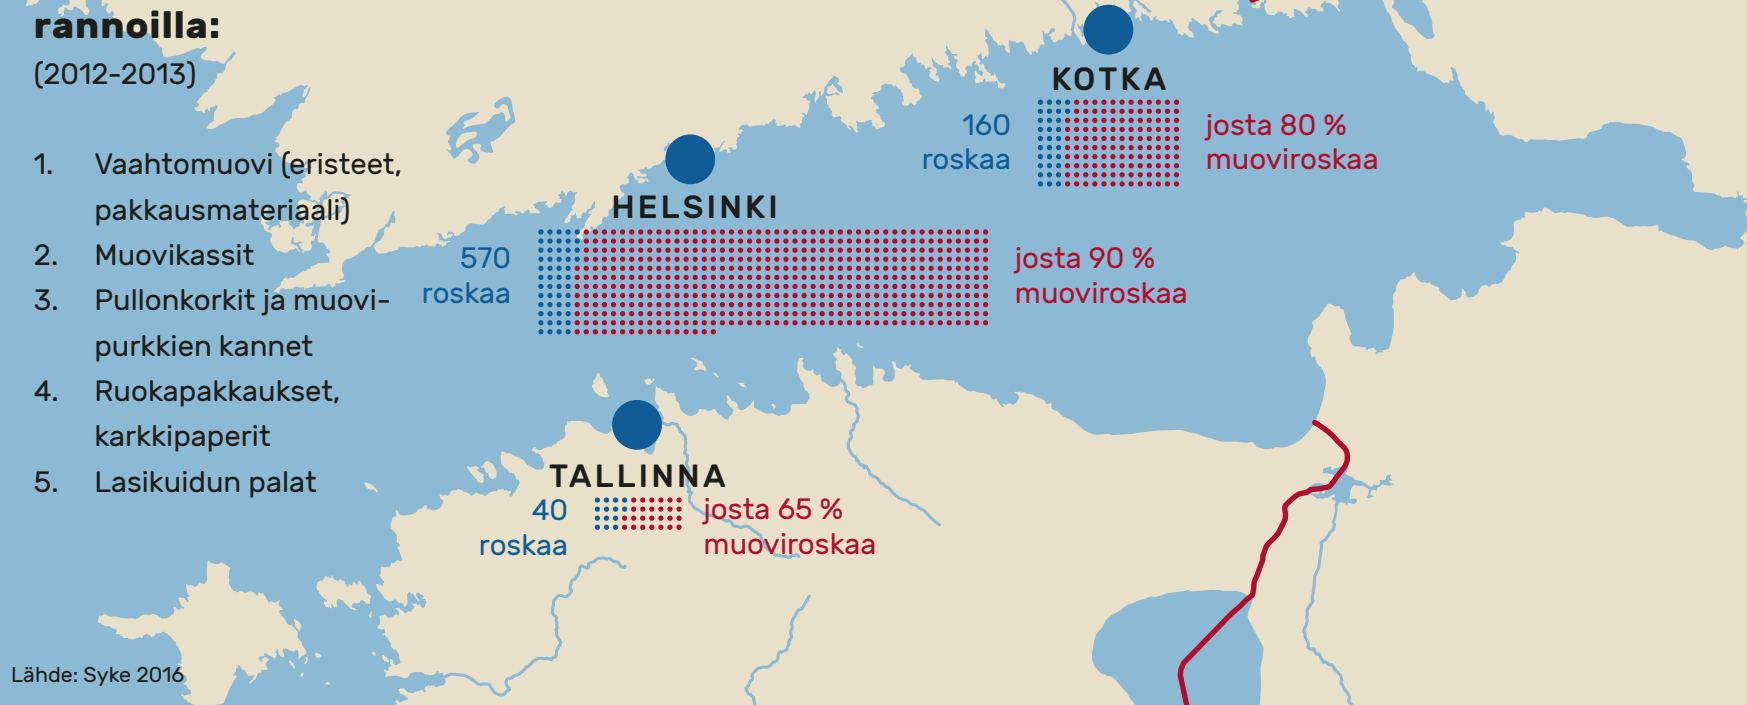 rannoilla:
(2012-2013)
1. Vaahtomuovi (eristeet,
pakkausmateriaali)
2. Muovikassit
3. Pullonkorkit ja muovi-
purkkien kannet
4. Ruokapakkaukset,
karkkipaperit
5. Lasikuidun palat
KOTKA
160
roskaa
josta 80 %
muoviroskaa
HELSINKI
570
roskaa
josta 90 %
muoviroskaa
TALLINNA
40
roskaa
josta 65 %
muoviroskaa
Lähde: Syke 2016